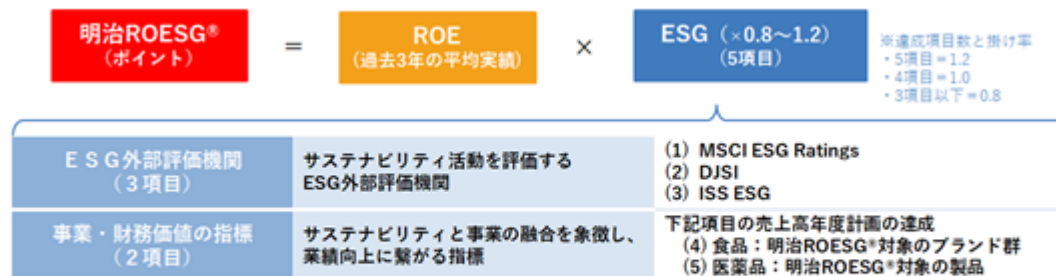 明治ROESG®
(ポイント)
=
ROE
(過去3年の平均実績)
×
ESG(×0.8~1.2)
(5項目)
※達成項目数と掛け率
・5項目=1.2
・4項目=1.0
・3項目以下=0.8
ESG外部評価機関
(3項目)
サステナビリティ活動を評価する
ESG外部評価機関
(1) MSCI ESG Ratings
(2) DJSI
(3) ISS ESG
事業・財務価値の指標
(2項目)
サステナビリティと事業の融合を象徴し、
業績向上に繋がる指標
下記項目の売上高年度計画の達成
(4) 食品:明治ROESG®対象のブランド群
(5) 医薬品:明治ROESG®対象の製品